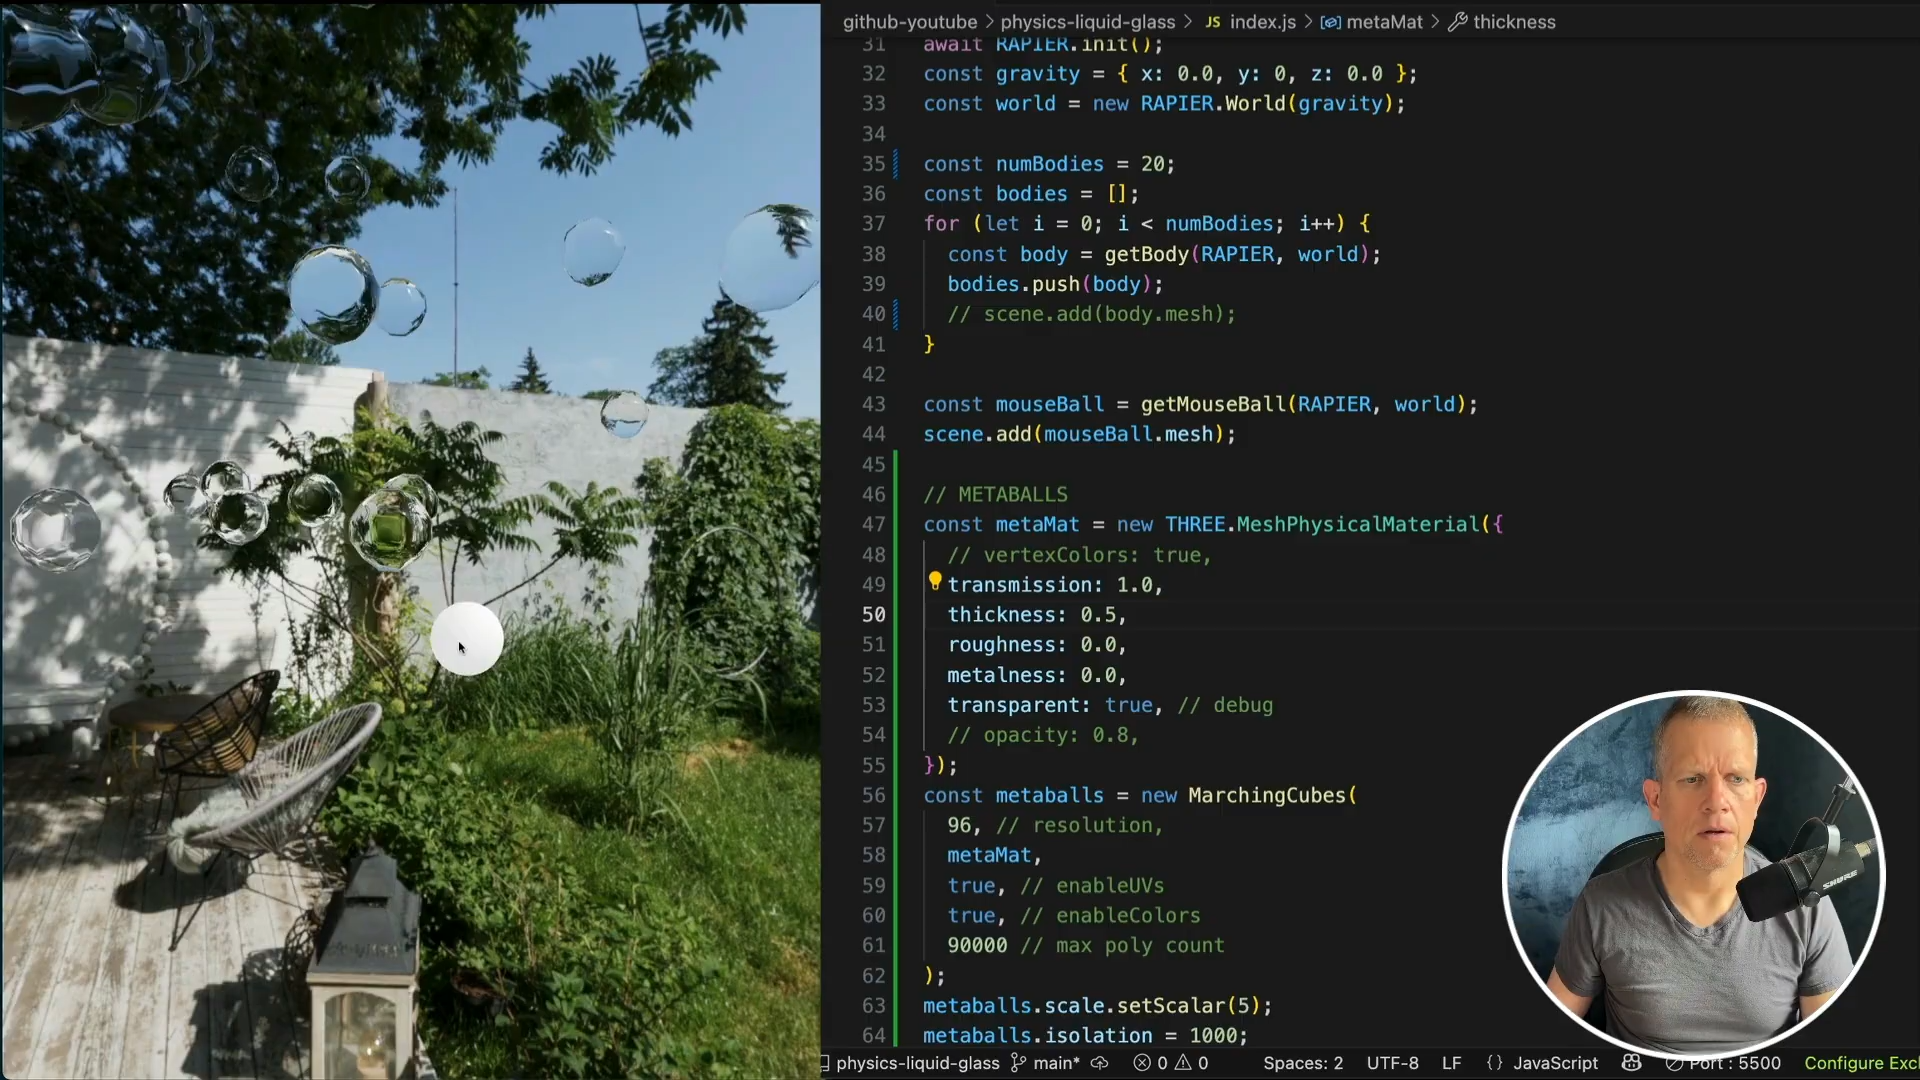 github-youtube > physics-liquid-glass > JS index.js > metaMat > thickness
31 await RAPIER.init();
32 const gravity = { x: 0.0, y: 0, z: 0.0 };
33 const world = new RAPIER.World(gravity);
34
35 const numBodies = 20;
36 const bodies = [];
37 for (let i = 0; i < numBodies; i++) {
38 const body = getBody(RAPIER, world);
39 bodies.push(body);
40 // scene.add(body.mesh);
41 }
42
43 const mouseBall = getMouseBall(RAPIER, world);
44 scene.add(mouseBall.mesh);
45
46 // METABALLS
47 const metaMat = new THREE.MeshPhysicalMaterial({
48 // vertexColors: true,
49 transmission: 1.0,
50 thickness: 0.5,
51 roughness: 0.0,
52 metalness: 0.0,
53 transparent: true, // debug
54 // opacity: 0.8,
55 });
56 const metaballs = new MarchingCubes(
57 96, // resolution,
58 metaMat,
59 true, // enableUVs
60 true, // enableColors
61 90000 // max poly count
62 );
63 metaballs.scale.setScalar(5);
64 metaballs.isolation = 1000;
SHURE
physics-liquid-glass main* 0 0 Spaces: 2 UTF-8 LF {} JavaScript Port : 5500 Configure Excl